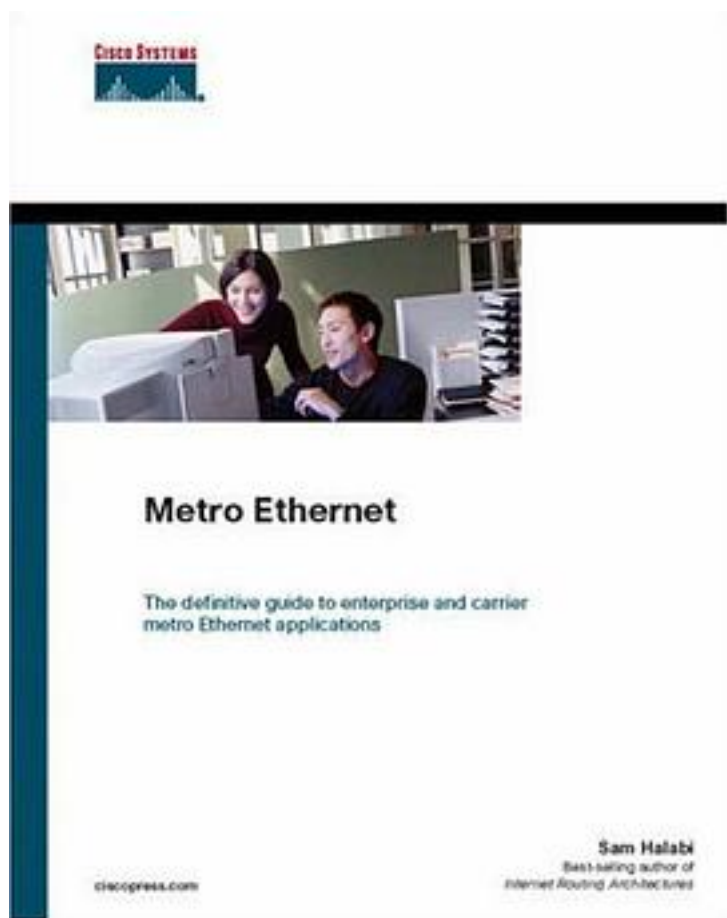 CISCO SYSTEMS
Metro Ethernet
The definitive guide to enterprise and carrier
metro Ethernet applications
Sam Halabi
Best-selling author of
Internet Routing Architectures
ciscopress.com